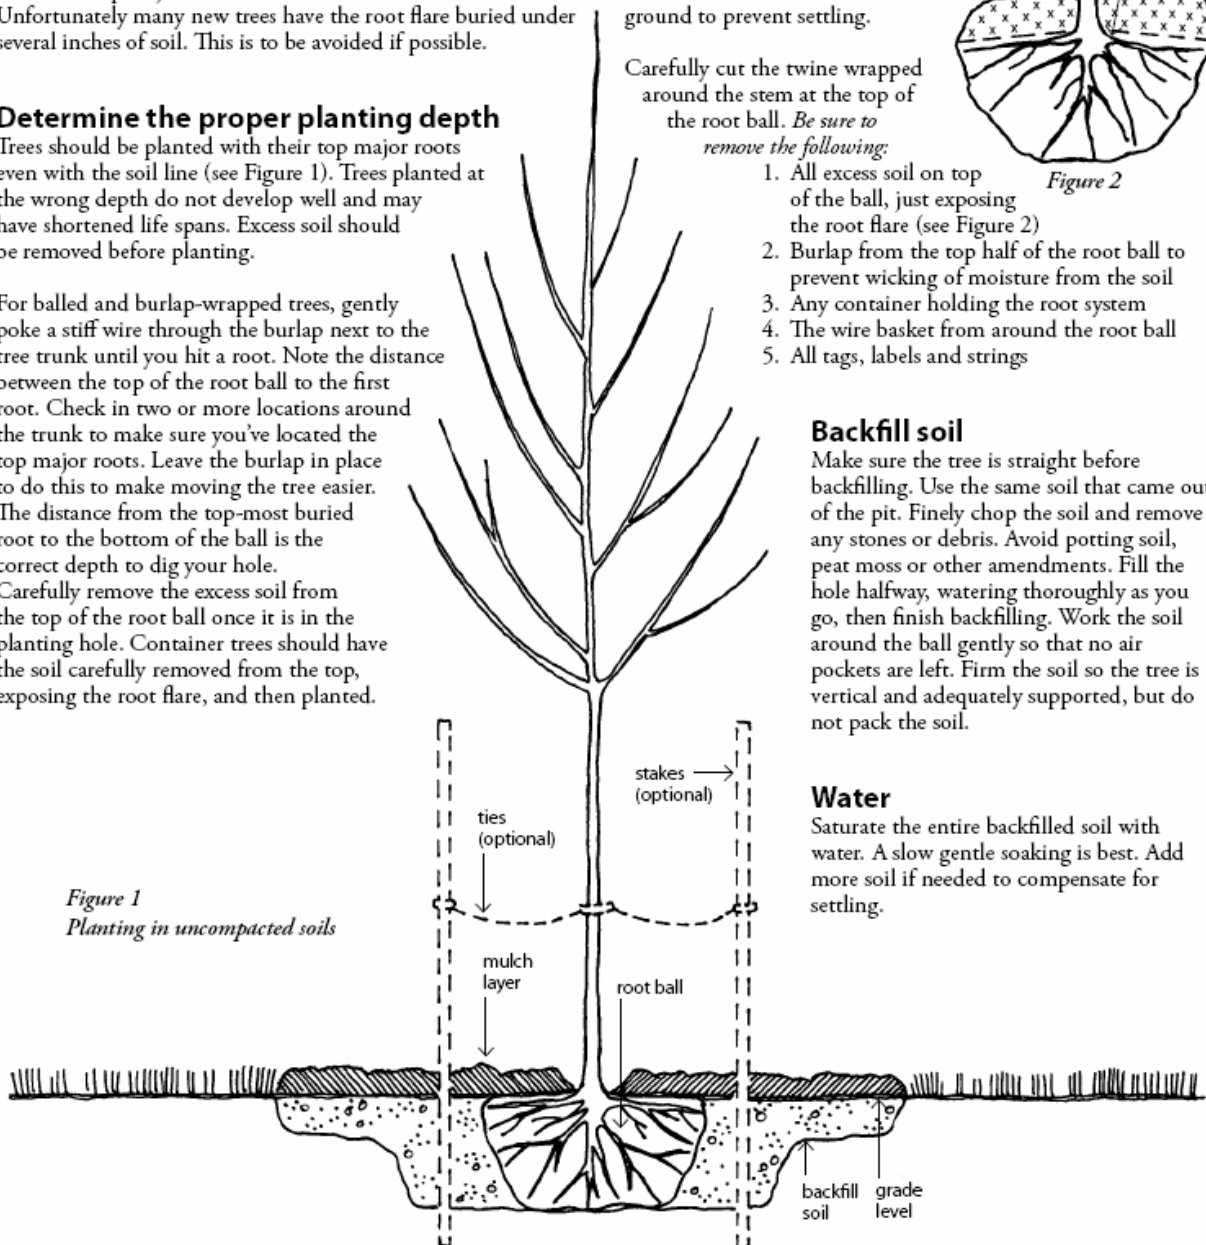 Unfortunately many new trees have the root flare buried under
several inches of soil. This is to be avoided if possible.
Determine the proper planting depth
Trees should be planted with their top major roots
even with the soil line (see Figure 1). Trees planted at
the wrong depth do not develop well and may
have shortened life spans. Excess soil should
be removed before planting.
For balled and burlap-wrapped trees, gently
poke a stiff wire through the burlap next to the
tree trunk until you hit a root. Note the distance
between the top of the root ball to the first
root. Check in two or more locations around
the trunk to make sure you've located the
top major roots. Leave the burlap in place
to do this to make moving the tree easier.
The distance from the top-most buried
root to the bottom of the ball is the
correct depth to dig your hole.
Carefully remove the excess soil from
the top of the root ball once it is in the
planting hole. Container trees should have
the soil carefully removed from the top,
exposing the root flare, and then planted.
ground to prevent settling.
Carefully cut the twine wrapped
around the stem at the top of
the root ball. Be sure to
remove the following:
1. All excess soil on top
of the ball, just exposing
the root flare (see Figure 2)
2. Burlap from the top half of the root ball to
prevent wicking of moisture from the soil
3. Any container holding the root system
4. The wire basket from around the root ball
5. All tags, labels and strings
Figure 2
Backfill soil
Make sure the tree is straight before
backfilling. Use the same soil that came out
of the pit. Finely chop the soil and remove
any stones or debris. Avoid potting soil,
peat moss or other amendments. Fill the
hole halfway, watering thoroughly as you
go, then finish backfilling. Work the soil
around the ball gently so that no air
pockets are left. Firm the soil so the tree is
vertical and adequately supported, but do
not pack the soil.
Water
Saturate the entire backfilled soil with
water. A slow gentle soaking is best. Add
more soil if needed to compensate for
settling.
Figure 1
Planting in uncompacted soils
stakes
(optional)
ties
(optional)
mulch
layer
root ball
backfill
soil
grade
level